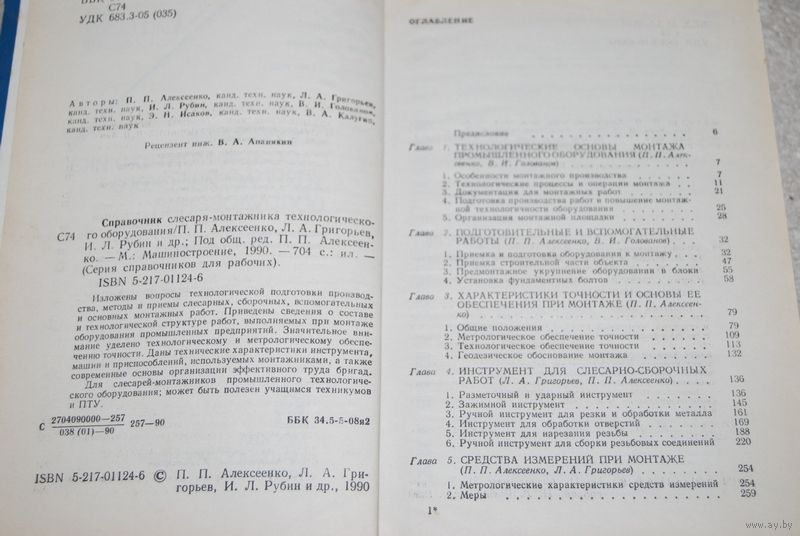 С74
УДК 683.3-05 (035)
Авторы: П. П. Алексеенко, канд. техн. наук, Л. А. Григорьев,
канд. техн. наук, И. Л. Рубин, канд. техн. наук, В. И. Голованов,
канд. техн. наук, Э. Н. Исаков, канд. техн. наук, В. А. Калугин,
канд. техн. наук
Рецензент инж. В. А. Апаникин
Справочник слесаря-монтажника технологическо-
С74 го оборудования/П. П. Алексеенко, Л. А. Григорьев,
И. Л. Рубин и др.; Под общ. ред. П. П. Алексеен-
ко. — М.: Машиностроение, 1990. — 704 с.: ил. —
(Серия справочников для рабочих).
ISBN 5-217-01124-6
Изложены вопросы технологической подготовки производ-
ства, методы и приемы слесарных, сборочных, вспомогательных
и основных монтажных работ. Приведены сведения о составе
и технологической структуре работ, выполняемых при монтаже
оборудования промышленных предприятий. Значительное вни-
мание уделено технологическому и метрологическому обеспе-
чению точности. Даны технические характеристики инструмента,
машин и приспособлений, используемых монтажниками, а также
современные основы организации эффективного труда бригад.
Для слесарей-монтажников промышленного технологическо-
го оборудования; может быть полезен учащимся техникумов
и ПТУ.
С 2704090000—257
038 (01)—90 257—90 ББК 34.5-5-08я2
ISBN 5-217-01124-6 © П. П. Алексеенко, Л. А. Гри-
горьев, И. Л. Рубин и др., 1990
ОГЛАВЛЕНИЕ
Предисловие . . . . . . . . . . . . . . . 6
Глава 1. ТЕХНОЛОГИЧЕСКИЕ ОСНОВЫ МОНТАЖА
ПРОМЫШЛЕННОГО ОБОРУДОВАНИЯ (П. П. Алек-
сеенко, В. И. Голованов) . . . . . . . . . 7
1. Особенности монтажного производства . . . . . 7
2. Технологические процессы и операции монтажа . . 11
3. Документация для монтажных работ . . . . . 21
4. Подготовка производства работ и повышение монтаж-
ной технологичности оборудования . . . . . . 25
5. Организация монтажной площадки . . . . . . 28
Глава 2. ПОДГОТОВИТЕЛЬНЫЕ И ВСПОМОГАТЕЛЬНЫЕ
РАБОТЫ (П. П. Алексеенко, В. И. Голованов) . . . 32
1. Приемка и подготовка оборудования к монтажу . . 32
2. Приемка строительной части объекта . . . . . 47
3. Предмонтажное укрупнение оборудования в блоки 55
4. Установка фундаментных болтов . . . . . . 58
Глава 3. ХАРАКТЕРИСТИКИ ТОЧНОСТИ И ОСНОВЫ ЕЕ
ОБЕСПЕЧЕНИЯ ПРИ МОНТАЖЕ (П. П. Алексеен-
ко) . . . . . . . . . . . . . . . . 79
1. Общие положения . . . . . . . . . . . 79
2. Метрологическое обеспечение точности . . . . . 109
3. Технологическое обеспечение точности . . . . . 113
4. Геодезическое обоснование монтажа . . . . . 132
Глава 4. ИНСТРУМЕНТ ДЛЯ СЛЕСАРНО-СБОРОЧНЫХ
РАБОТ (Л. А. Григорьев, П. П. Алексеенко) . . . . 136
1. Разметочный и ударный инструмент . . . . . . 136
2. Зажимной инструмент . . . . . . . . . . 145
3. Ручной инструмент для резки и обработки металла 161
4. Инструмент для обработки отверстий . . . . . 169
5. Инструмент для нарезания резьбы . . . . . . 188
6. Ручной инструмент для сборки резьбовых соединений 220
Глава 5. СРЕДСТВА ИЗМЕРЕНИЙ ПРИ МОНТАЖЕ
(П. П. Алексеенко, Л. А. Григорьев) . . . . . . 254
1. Метрологические характеристики средств измерений 254
2. Меры . . . . . . . . . . . . . . . 259
1*
www.ay.by